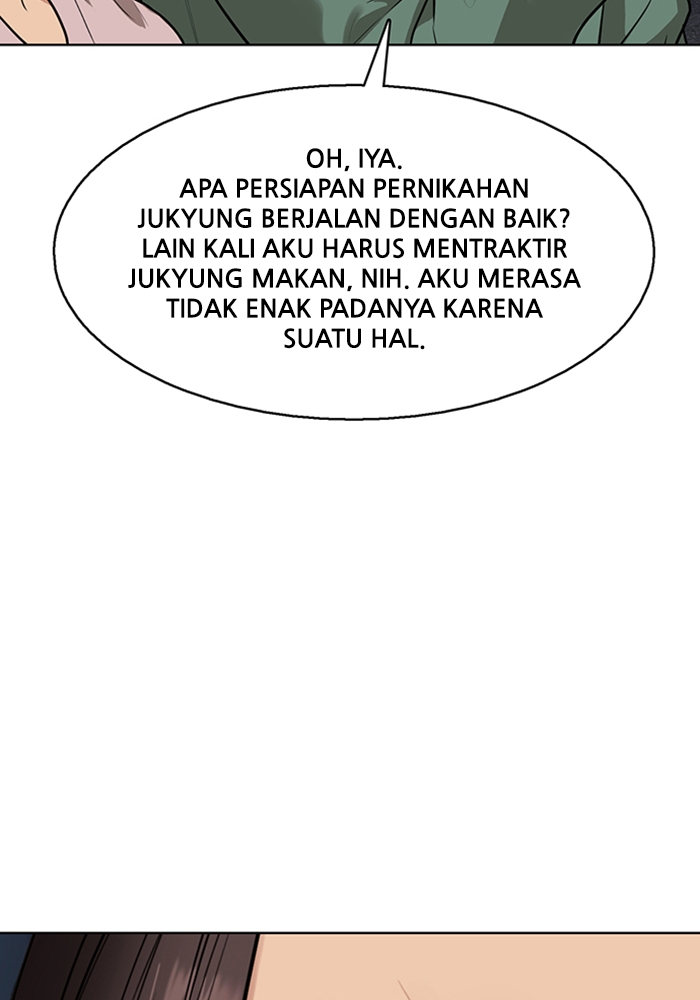 OH, IYA.
APA PERSIAPAN PERNIKAHAN
JUKYUNG BERJALAN DENGAN BAIK?
LAIN KALI AKU HARUS MENTRAKTIR
JUKYUNG MAKAN, NIH. AKU MERASA
TIDAK ENAK PADANYA KARENA
SUATU HAL.